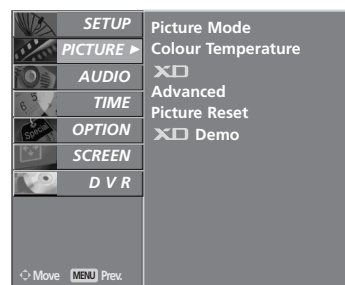 SETUP
PICTURE ►
AUDIO
TIME
OPTION
SCREEN
D V R
Move MENU Prev.
Picture Mode
Colour Temperature
XD
Advanced
Picture Reset
XD Demo